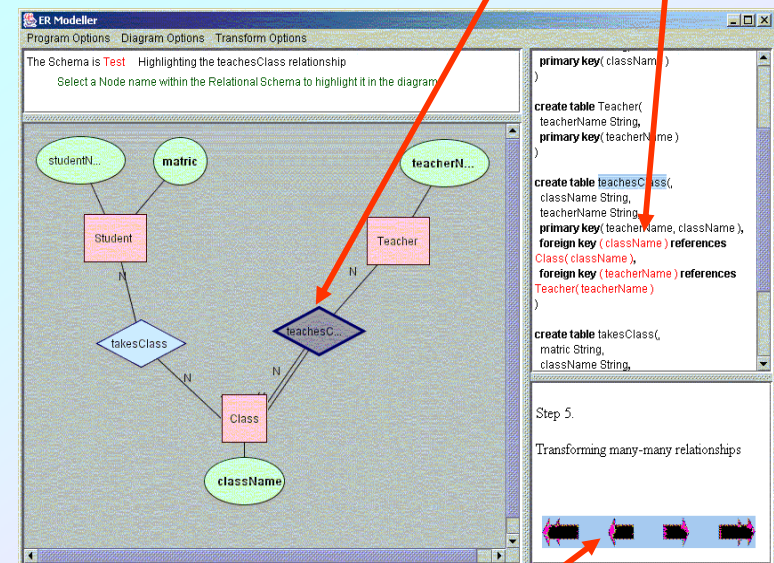 ER Modeller
Program Options Diagram Options Transform Options
The Schema is Test Highlighting the teachesClass relationship
Select a Node name within the Relational Schema to highlight it in the diagram
studentN...
matric
teacherN...
Student
Teacher
N
N
takesClass
teachesC...
N
N
Class
className
primary key( className )
)
create table Teacher(
teacherName String,
primary key( teacherName )
)
create table teachesClass(,
className String,
teacherName String,
primary key( teacherName, className ),
foreign key ( className ) references
Class( className ),
foreign key ( teacherName ) references
Teacher( teacherName )
)
create table takesClass(,
matric String,
className String,
Step 5.
Transforming many-many relationships